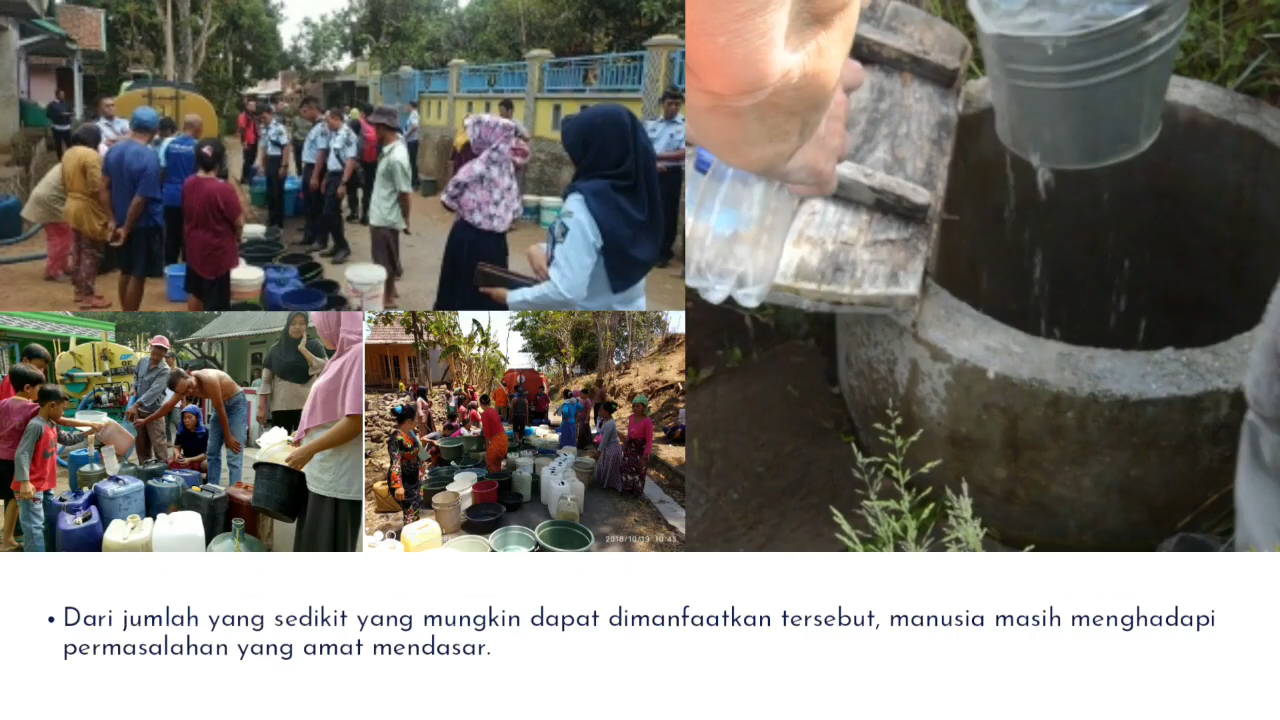 2018/10/19 10:43
• Dari jumlah yang sedikit yang mungkin dapat dimanfaatkan tersebut, manusia masih menghadapi
permasalahan yang amat mendasar.